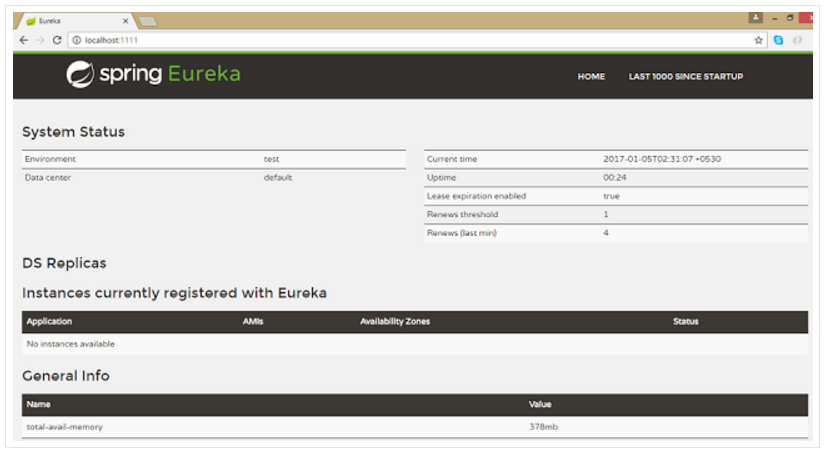 Eureka
localhost:1111
spring Eureka
HOME LAST 1000 SINCE STARTUP
System Status
Environment test
Data center default
Current time 2017-01-05T02:31:07 +0530
Uptime 00:24
Lease expiration enabled true
Renews threshold 1
Renews (last min) 4
DS Replicas
Instances currently registered with Eureka
Application AMIs Availability Zones Status
No instances available
General Info
Name Value
total-avail-memory 378mb